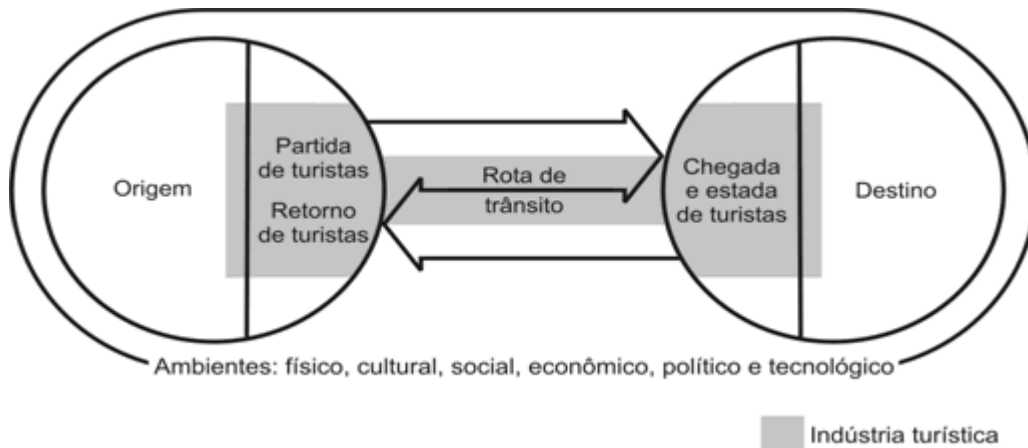 Origem
Partida
de turistas
Retorno
de turistas
Rota de
trânsito
Chegada
e estada
de turistas
Destino
Ambientes: físico, cultural, social, econômico, político e tecnológico
Indústria turística